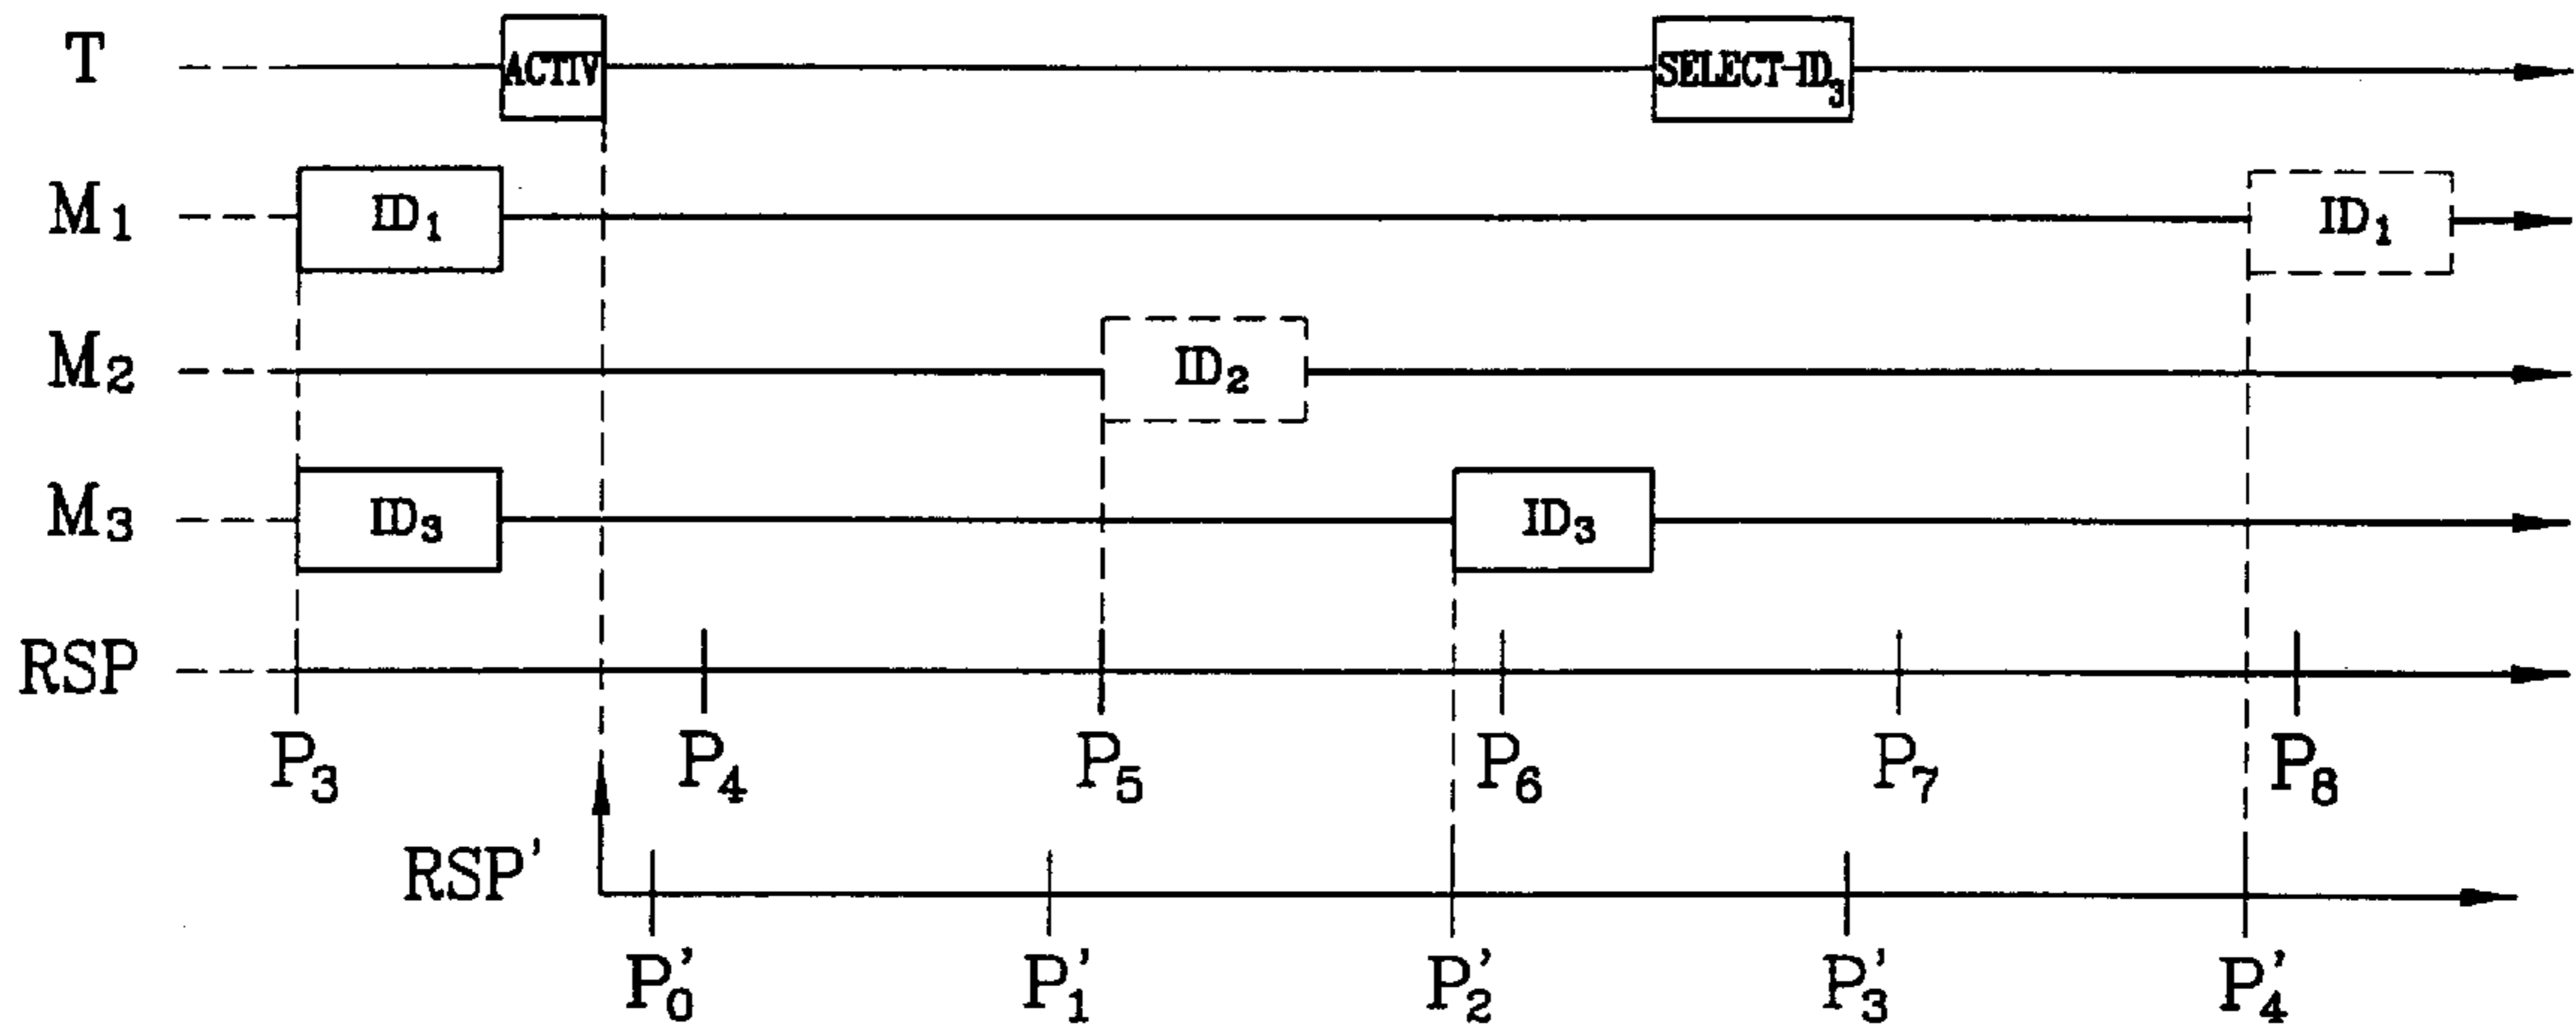 T ACTIV SELECT-ID₃
M₁ ID₁ ID₁
M₂ ID₂
M₃ ID₃ ID₃
RSP
P₃ P₄ P₅ P₆ P₇ P₈
RSP'
P'₀ P'₁ P'₂ P'₃ P'₄